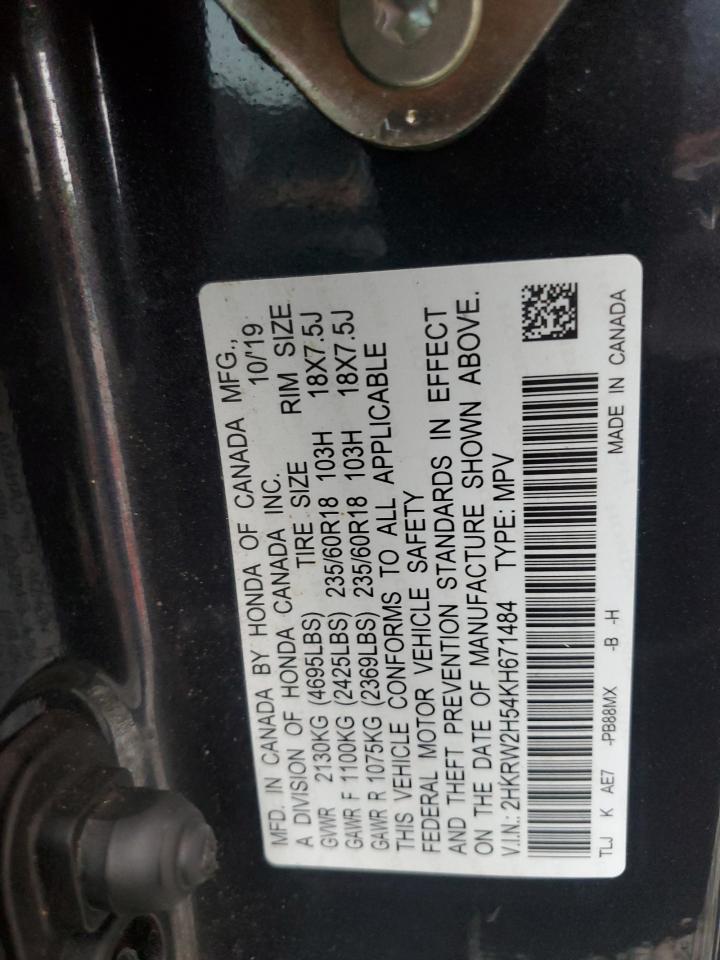 MFD. IN CANADA BY HONDA OF CANADA MFG.,
A DIVISION OF HONDA CANADA INC. 10/'19
GVWR 2130KG (4695LBS) TIRE SIZE RIM SIZE
GAWR F 1100KG (2425LBS) 235/60R18 103H 18X7.5J
GAWR R 1075KG (2369LBS) 235/60R18 103H 18X7.5J
THIS VEHICLE CONFORMS TO ALL APPLICABLE
FEDERAL MOTOR VEHICLE SAFETY
AND THEFT PREVENTION STANDARDS IN EFFECT
ON THE DATE OF MANUFACTURE SHOWN ABOVE.
V.I.N.: 2HKRW2H54KH671484 TYPE: MPV
TLJ K AE7 -PB88MX -B -H MADE IN CANADA